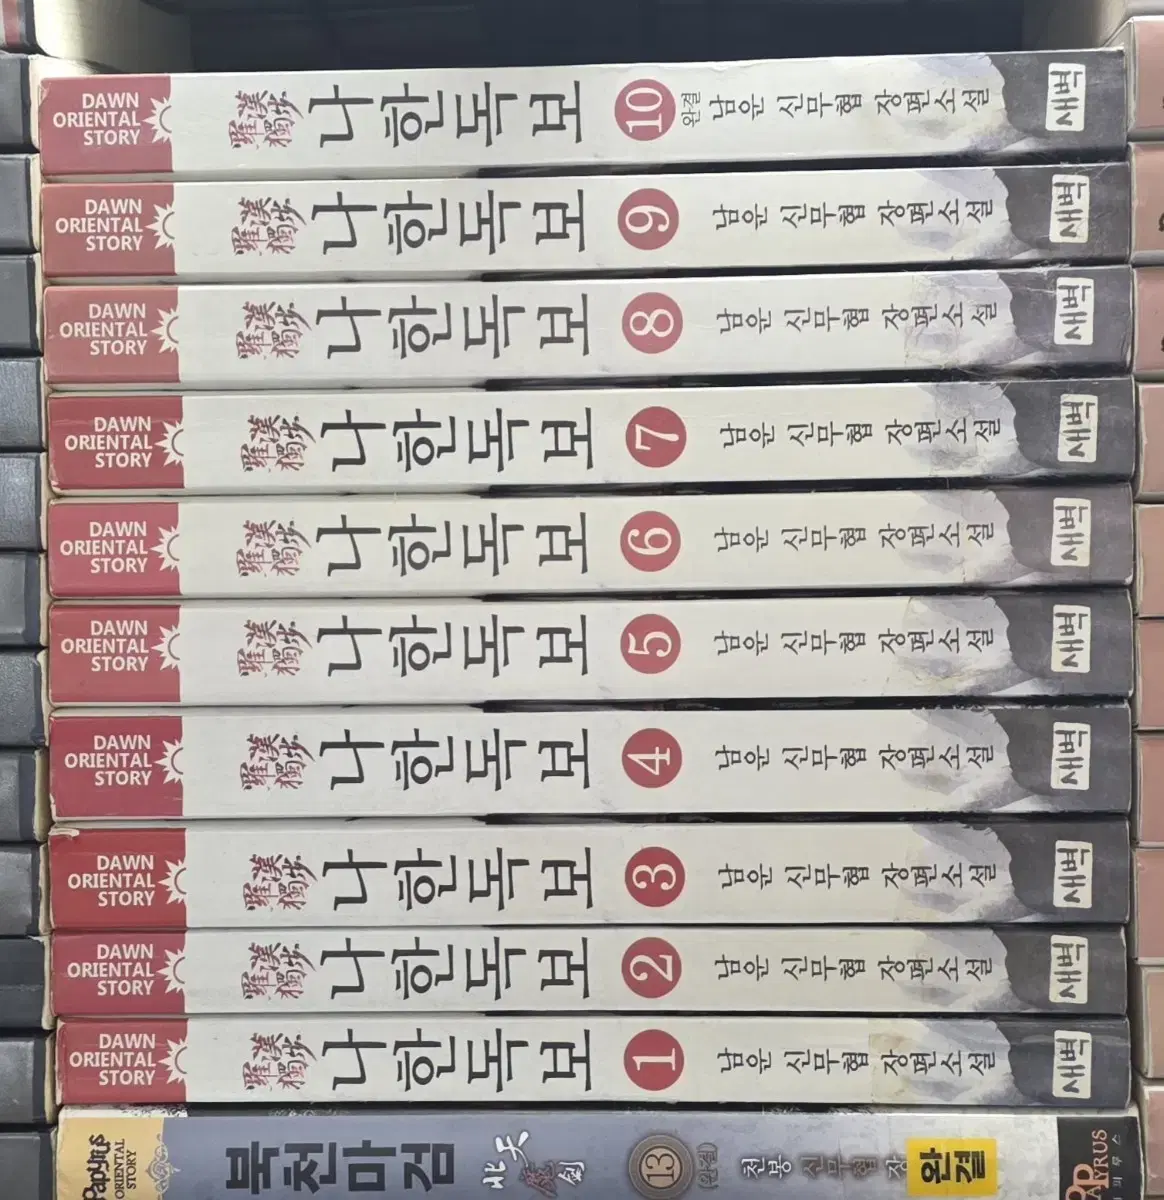 DAWN
ORIENTAL
STORY
羅漢獨步 나한독보 10 완결 남운 신무협 장편소설 새벽
DAWN
ORIENTAL
STORY
羅漢獨步 나한독보 9 남운 신무협 장편소설 새벽
DAWN
ORIENTAL
STORY
羅漢獨步 나한독보 8 남운 신무협 장편소설 새벽
DAWN
ORIENTAL
STORY
羅漢獨步 나한독보 7 남운 신무협 장편소설 새벽
DAWN
ORIENTAL
STORY
羅漢獨步 나한독보 6 남운 신무협 장편소설 새벽
DAWN
ORIENTAL
STORY
羅漢獨步 나한독보 5 남운 신무협 장편소설 새벽
DAWN
ORIENTAL
STORY
羅漢獨步 나한독보 4 남운 신무협 장편소설 새벽
DAWN
ORIENTAL
STORY
羅漢獨步 나한독보 3 남운 신무협 장편소설 새벽
DAWN
ORIENTAL
STORY
羅漢獨步 나한독보 2 남운 신무협 장편소설 새벽
DAWN
ORIENTAL
STORY
羅漢獨步 나한독보 1 남운 신무협 장편소설 새벽
PAPYRUS
ORIENTAL
STORY
북천마검 北天魔劍 13 (완결) 천봉 신무협 장 완결 PAPYRUS